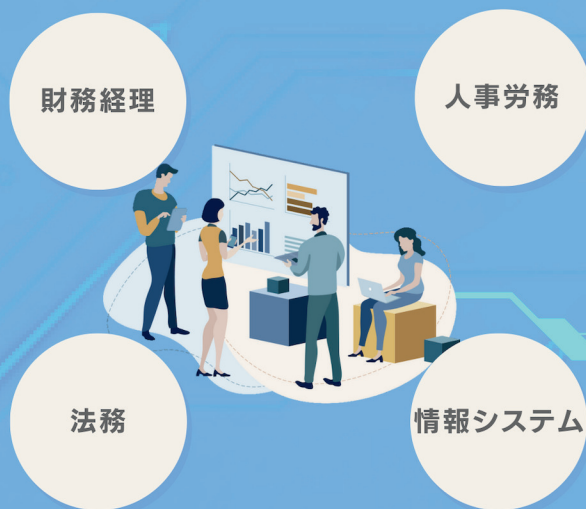 財務経理
人事労務
法務
情報システム